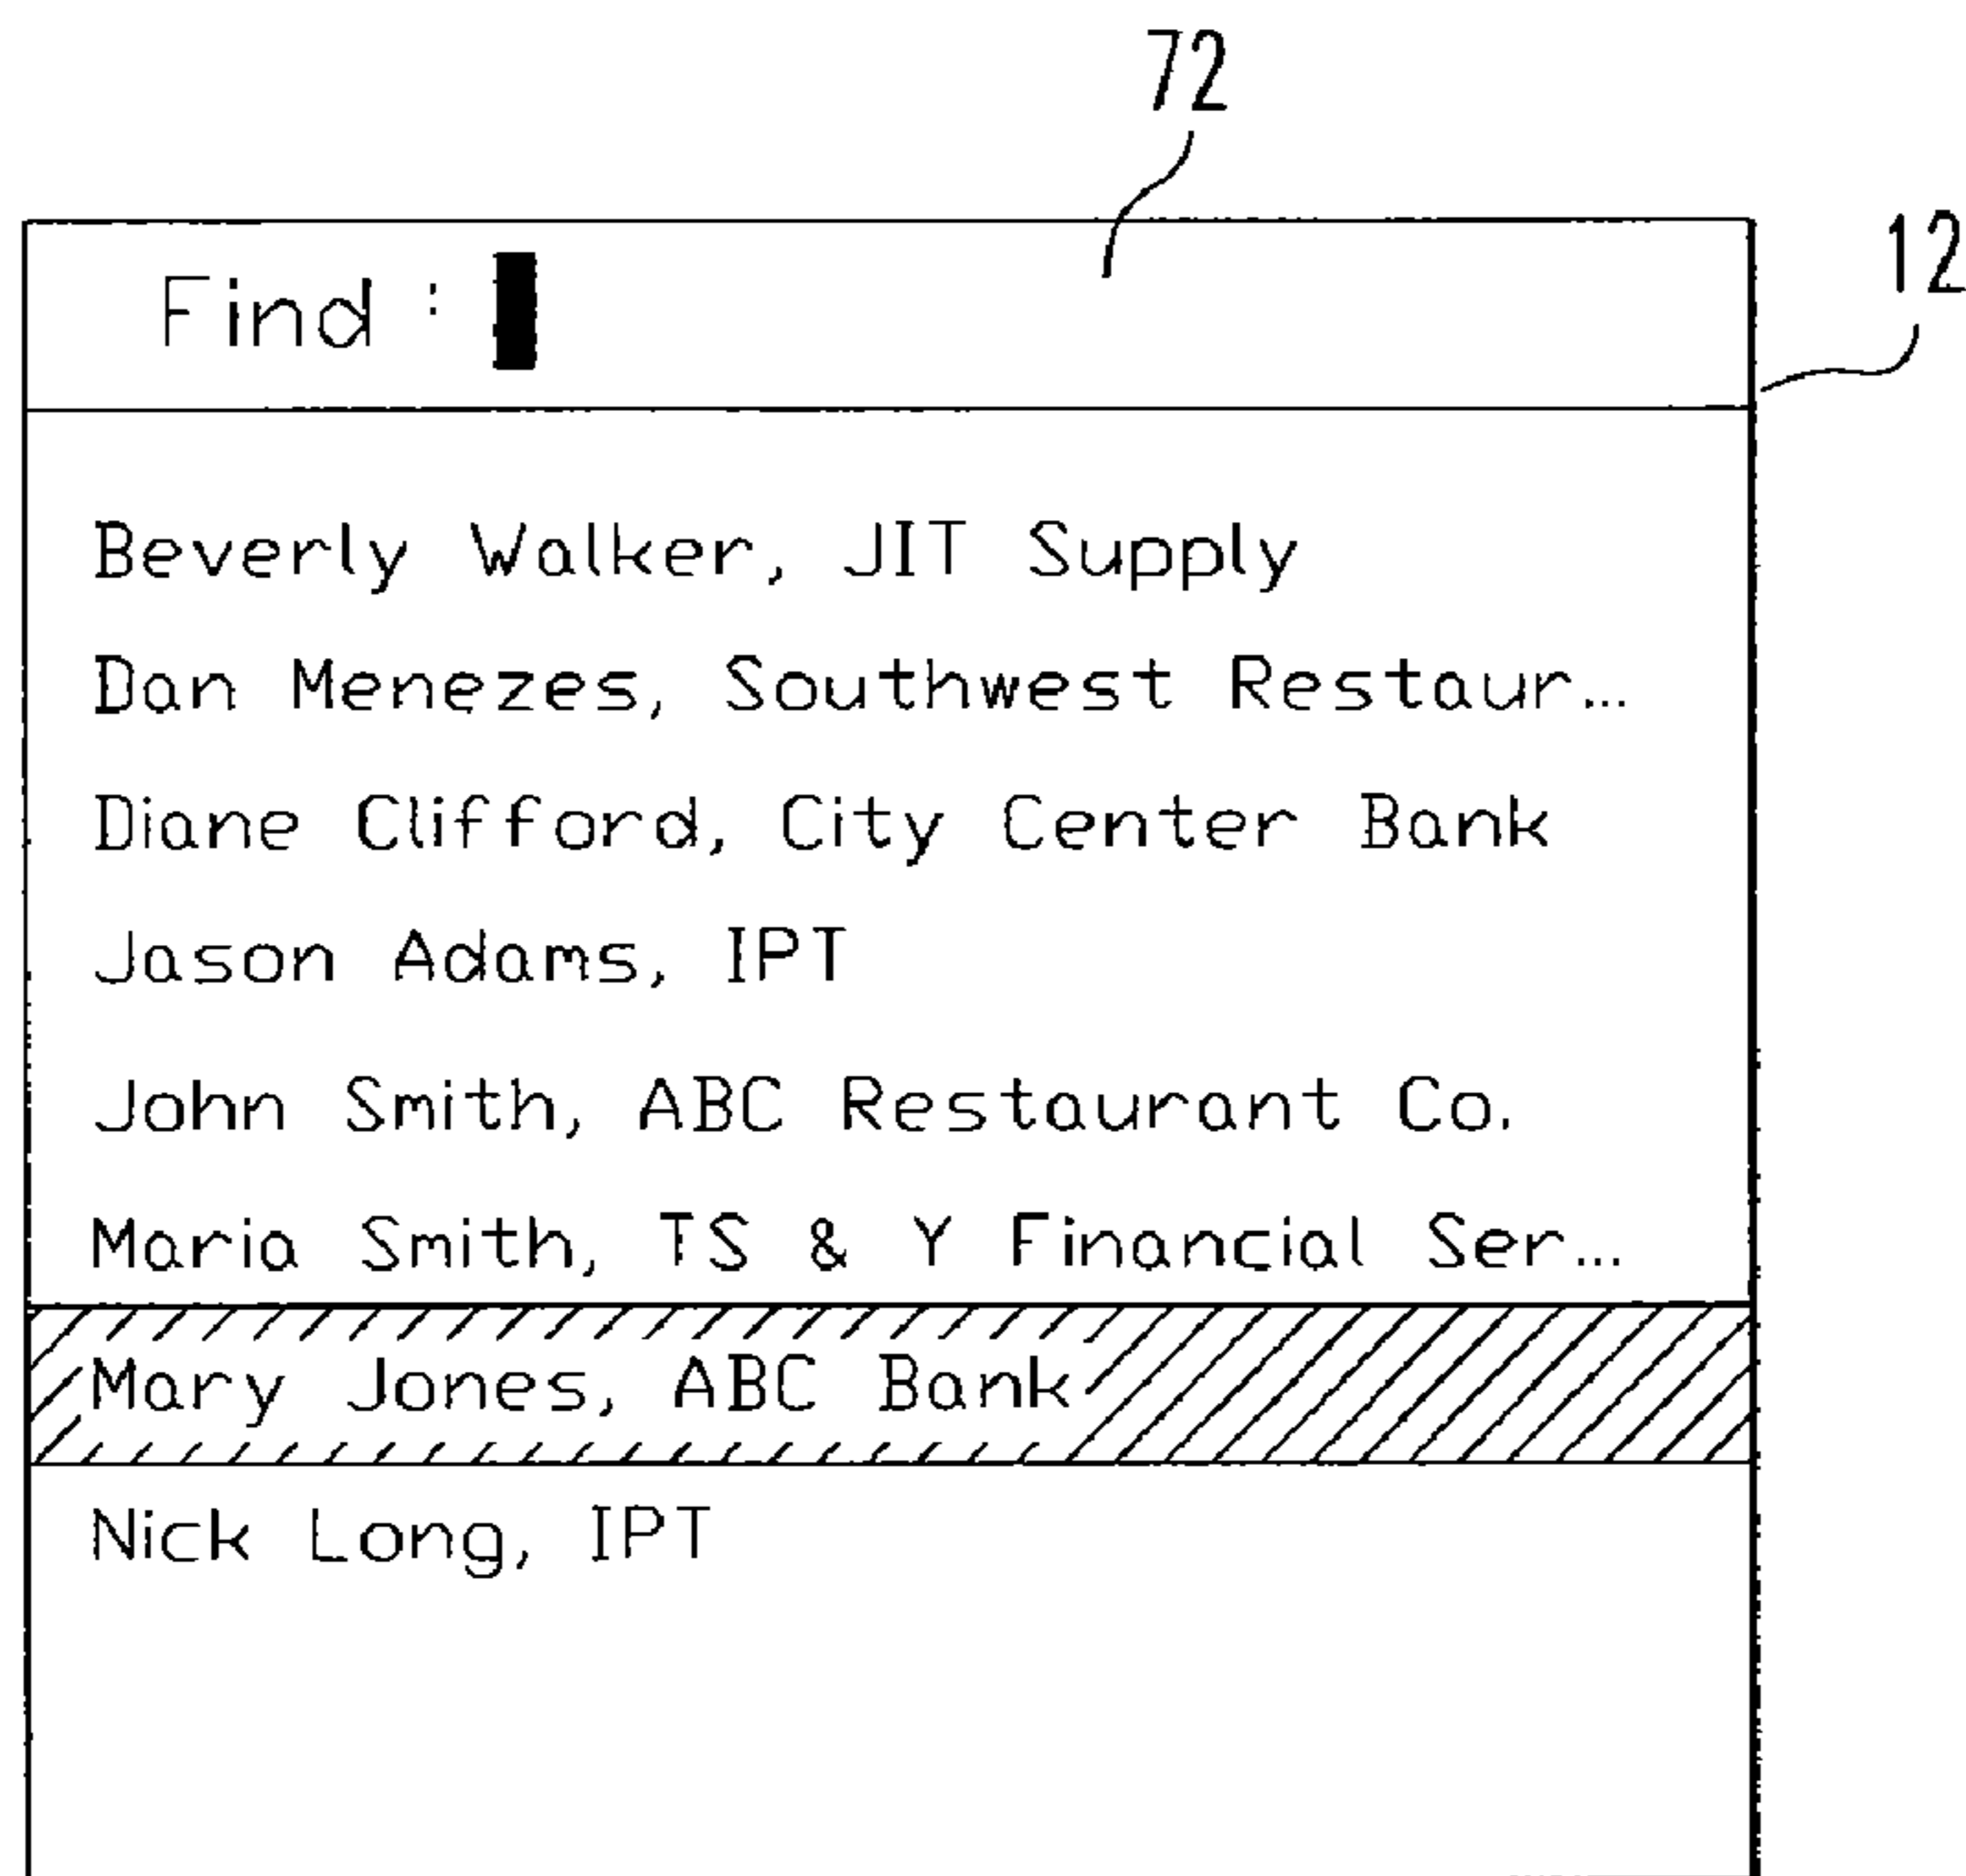 72
12
Find :
Beverly Walker, JIT Supply
Dan Menezes, Southwest Restaur...
Diane Clifford, City Center Bank
Jason Adams, IPT
John Smith, ABC Restaurant Co.
Maria Smith, TS & Y Financial Ser...
Mary Jones, ABC Bank
Nick Long, IPT